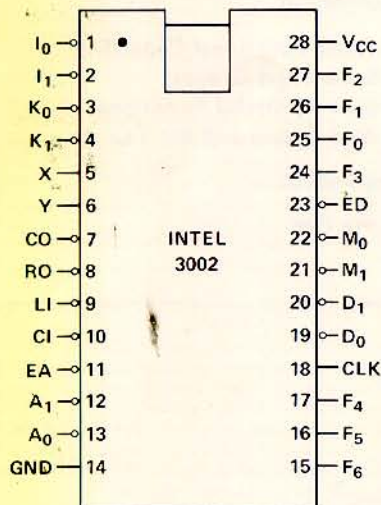 I₀ 1 28 VCC
I₁ 2 27 F₂
K₀ 3 26 F₁
K₁ 4 25 F₀
X 5 24 F₃
Y 6 23 ED
CO 7 INTEL 22 M₀
RO 8 3002 21 M₁
LI 9 20 D₁
CI 10 19 D₀
EA 11 18 CLK
A₁ 12 17 F₄
A₀ 13 16 F₅
GND 14 15 F₆